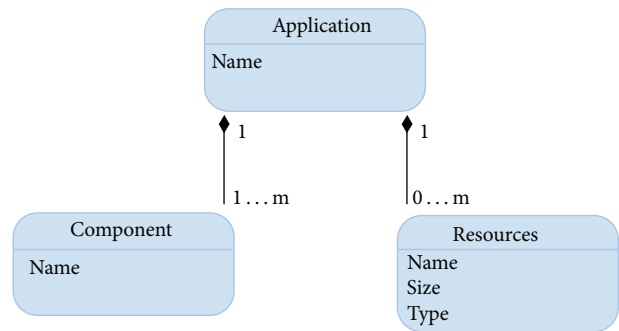 Application
Name
1
1
1...m
0...m
Component
Name
Resources
Name
Size
Type